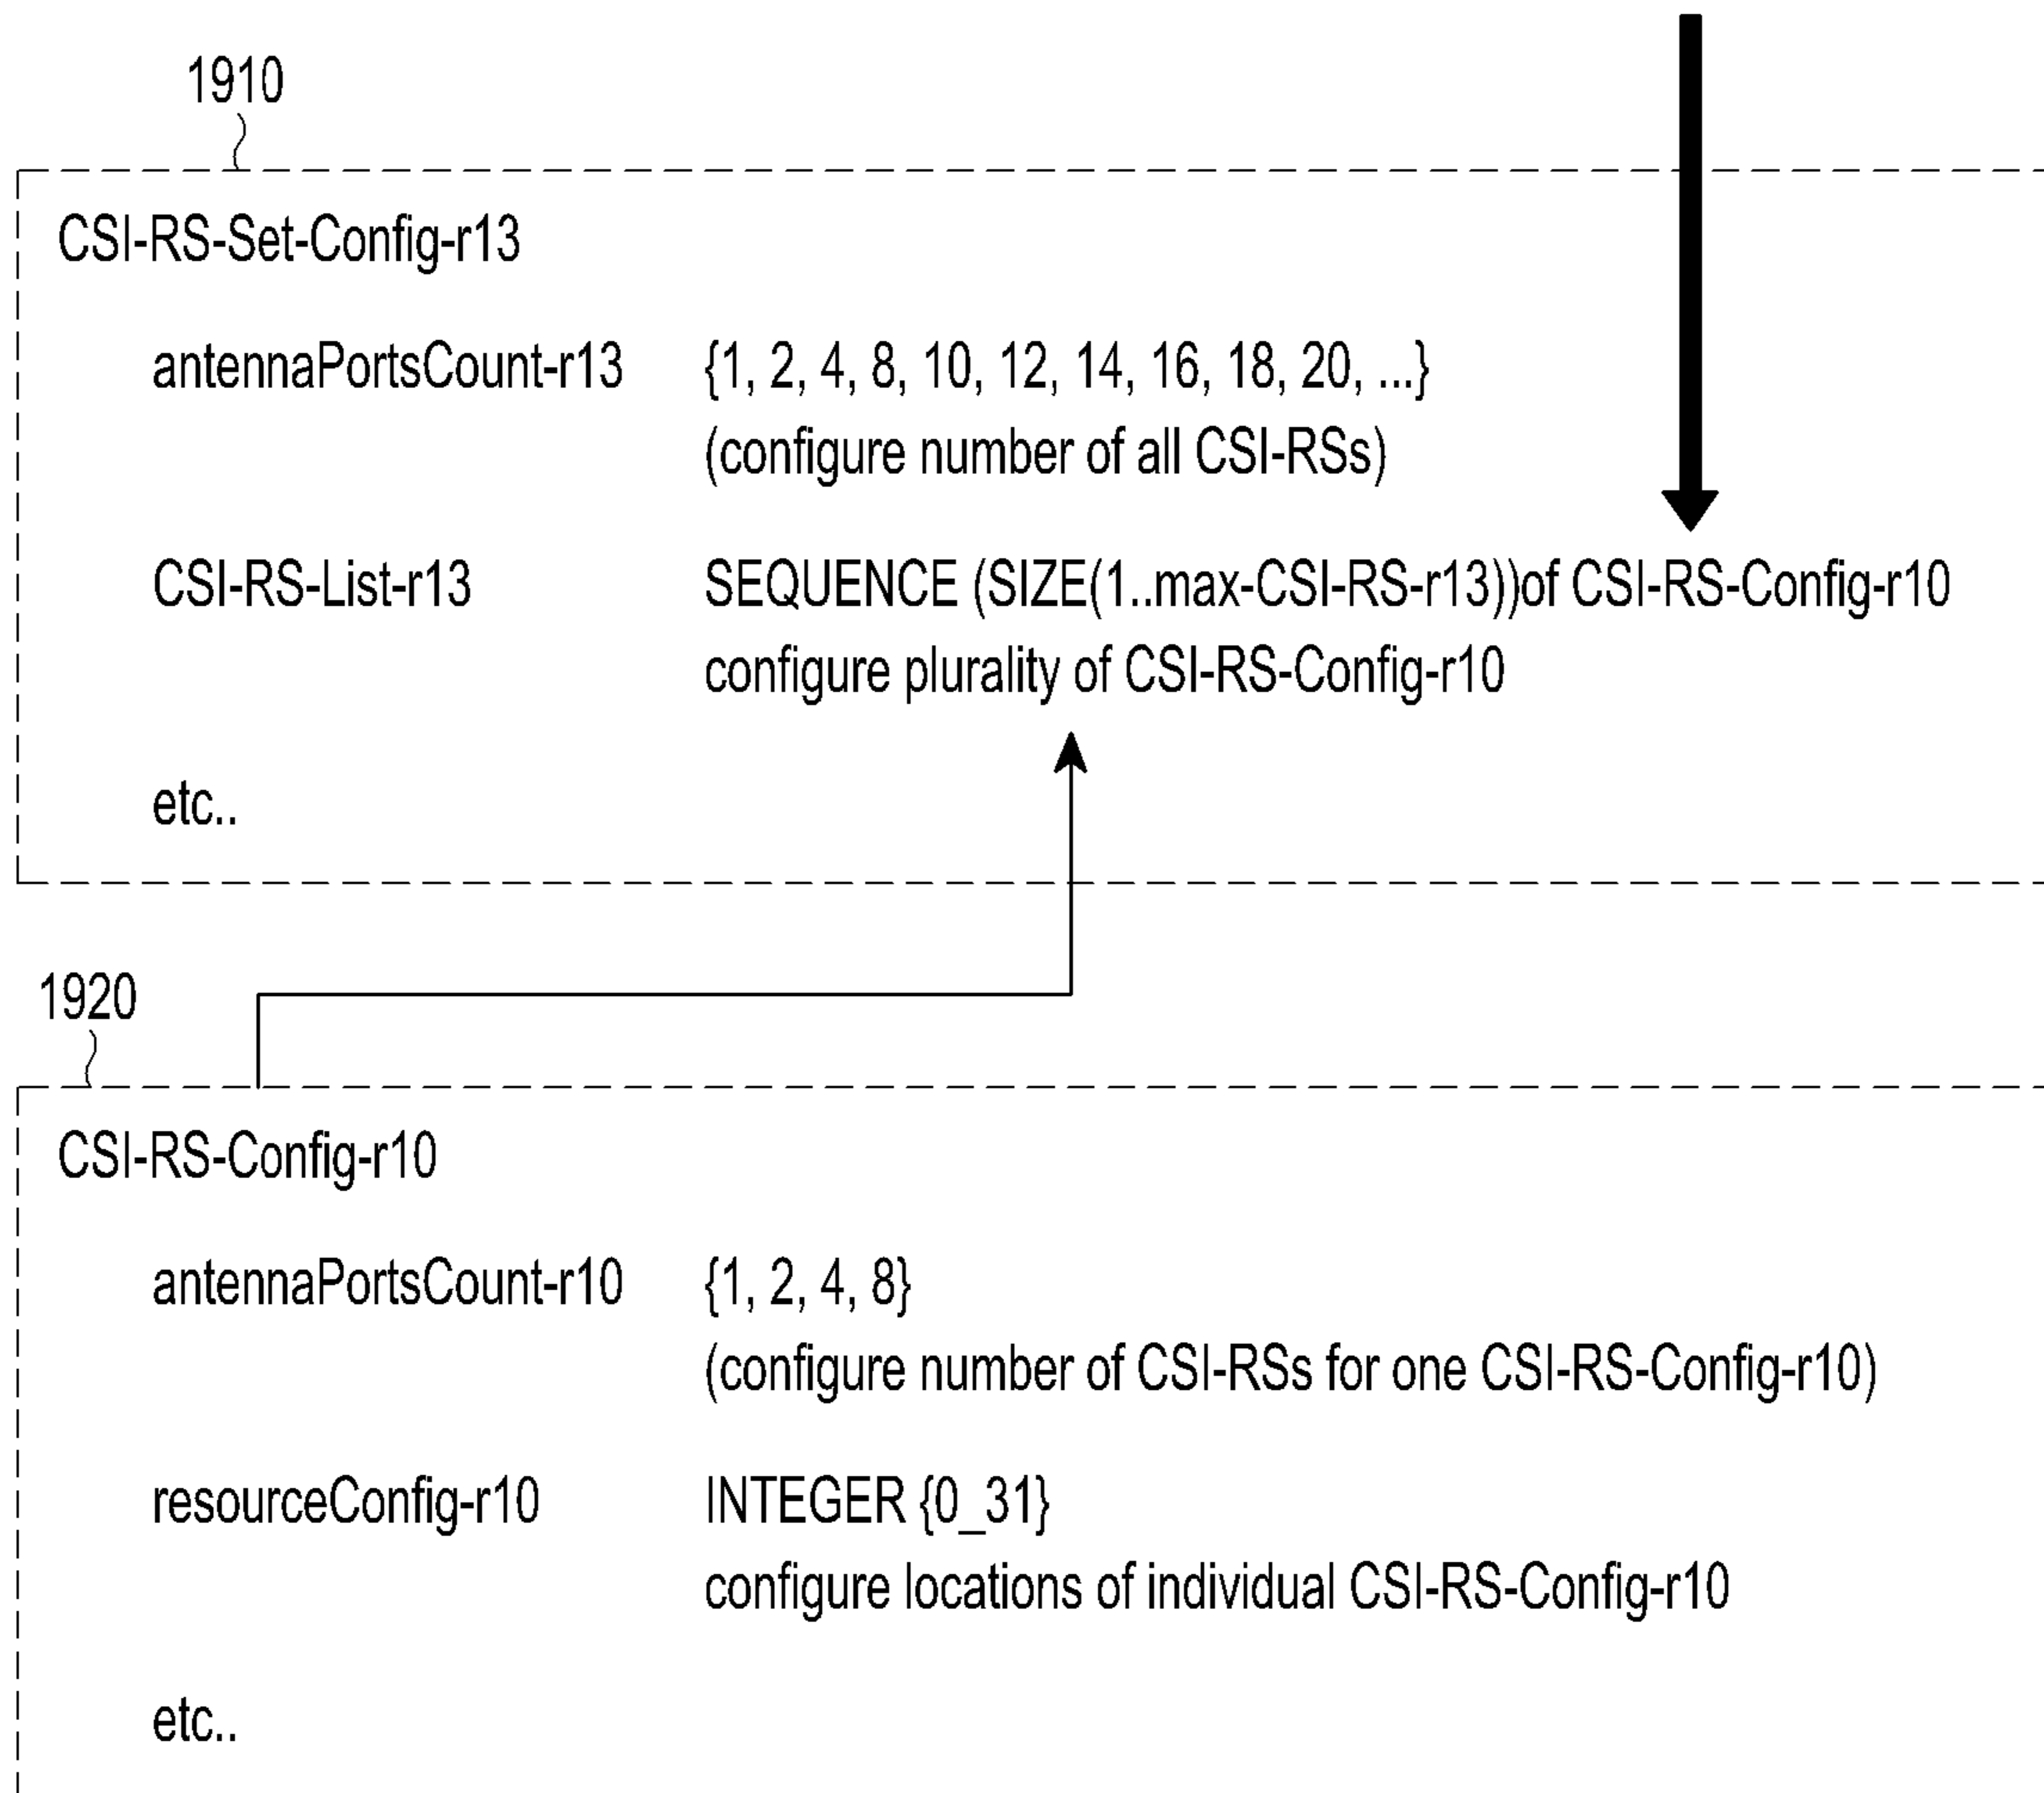 1910
CSI-RS-Set-Config-r13
antennaPortsCount-r13 {1, 2, 4, 8, 10, 12, 14, 16, 18, 20, ...}
(configure number of all CSI-RSs)
CSI-RS-List-r13 SEQUENCE (SIZE(1..max-CSI-RS-r13))of CSI-RS-Config-r10
configure plurality of CSI-RS-Config-r10
etc..
1920
CSI-RS-Config-r10
antennaPortsCount-r10 {1, 2, 4, 8}
(configure number of CSI-RSs for one CSI-RS-Config-r10)
resourceConfig-r10 INTEGER {0_31}
configure locations of individual CSI-RS-Config-r10
etc..